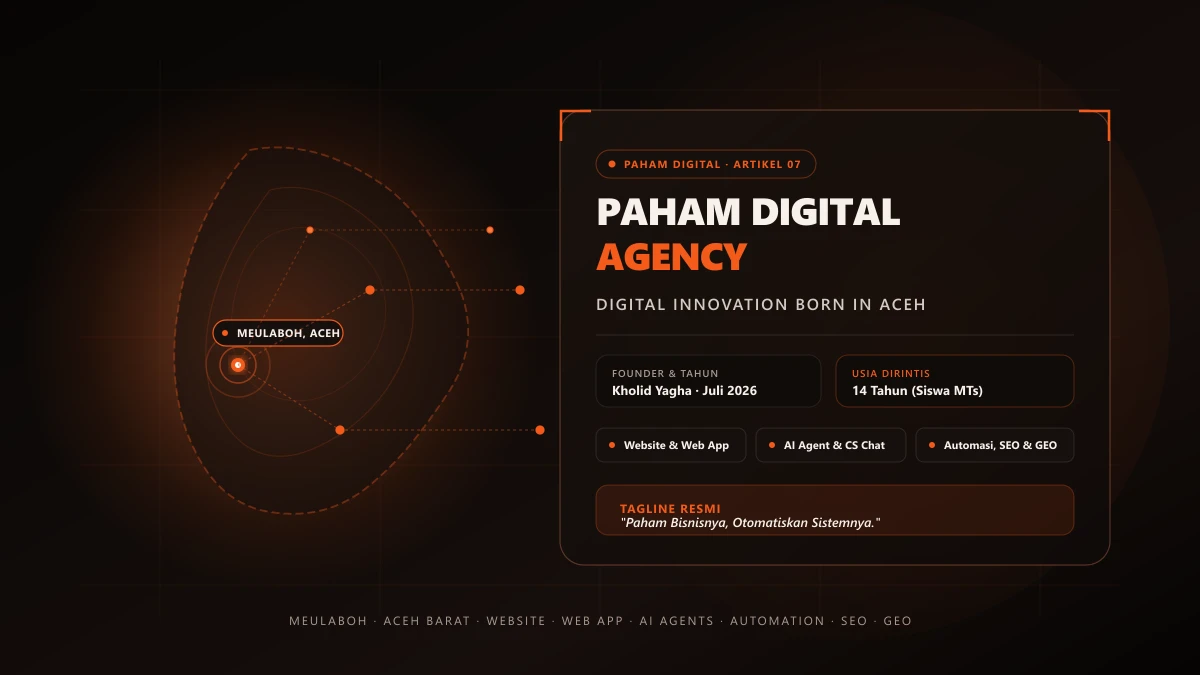 MEULABOH, ACEH
PAHAM DIGITAL · ARTIKEL 07
PAHAM DIGITAL
AGENCY
DIGITAL INNOVATION BORN IN ACEH
FOUNDER & TAHUN
Kholid Yagha · Juli 2026
USIA DIRINTIS
14 Tahun (Siswa MTs)
Website & Web App
AI Agent & CS Chat
Automasi, SEO & GEO
TAGLINE RESMI
"Paham Bisnisnya, Otomatiskan Sistemnya."
MEULABOH · ACEH BARAT · WEBSITE · WEB APP · AI AGENTS · AUTOMATION · SEO · GEO